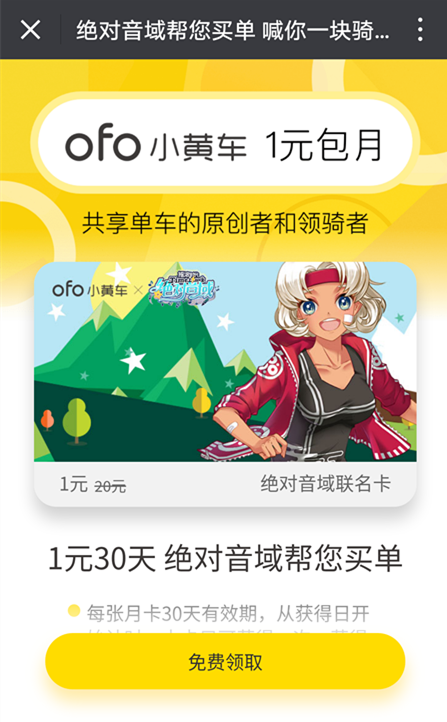 绝对音域帮您买单 喊你一块骑...
ofo 小黄车 1元包月
共享单车的原创者和领骑者
ofo 小黄车 × 绝对音域
1元 20元 绝对音域联名卡
1元30天 绝对音域帮您买单
每张月卡30天有效期，从获得日开
免费领取